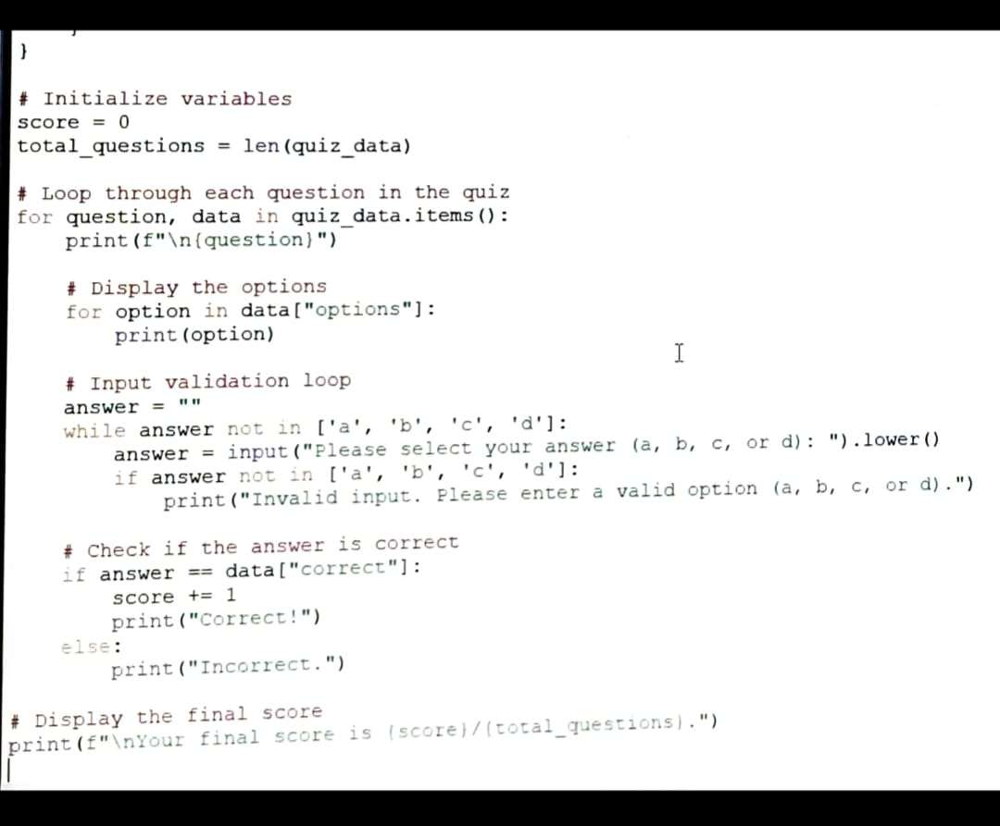 }
# Initialize variables
score = 0
total_questions = len(quiz_data)
# Loop through each question in the quiz
for question, data in quiz_data.items():
    print(f"\n{question}")
    # Display the options
    for option in data["options"]:
        print(option)
    # Input validation loop
    answer = ""
    while answer not in ['a', 'b', 'c', 'd']:
        answer = input("Please select your answer (a, b, c, or d): ").lower()
        if answer not in ['a', 'b', 'c', 'd']:
            print("Invalid input. Please enter a valid option (a, b, c, or d).")
    # Check if the answer is correct
    if answer == data["correct"]:
        score += 1
        print("Correct!")
    else:
        print("Incorrect.")
# Display the final score
print(f"\nYour final score is {score}/{total_questions}.")